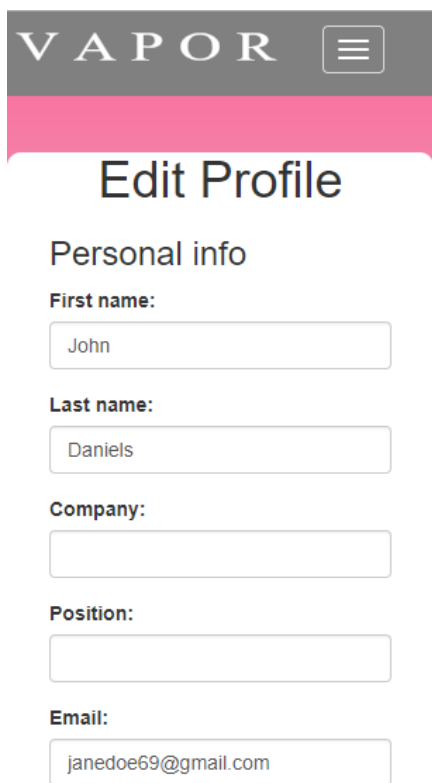 VAPOR
Edit Profile
Personal info
First name:
John
Last name:
Daniels
Company:
Position:
Email:
janedoe69@gmail.com